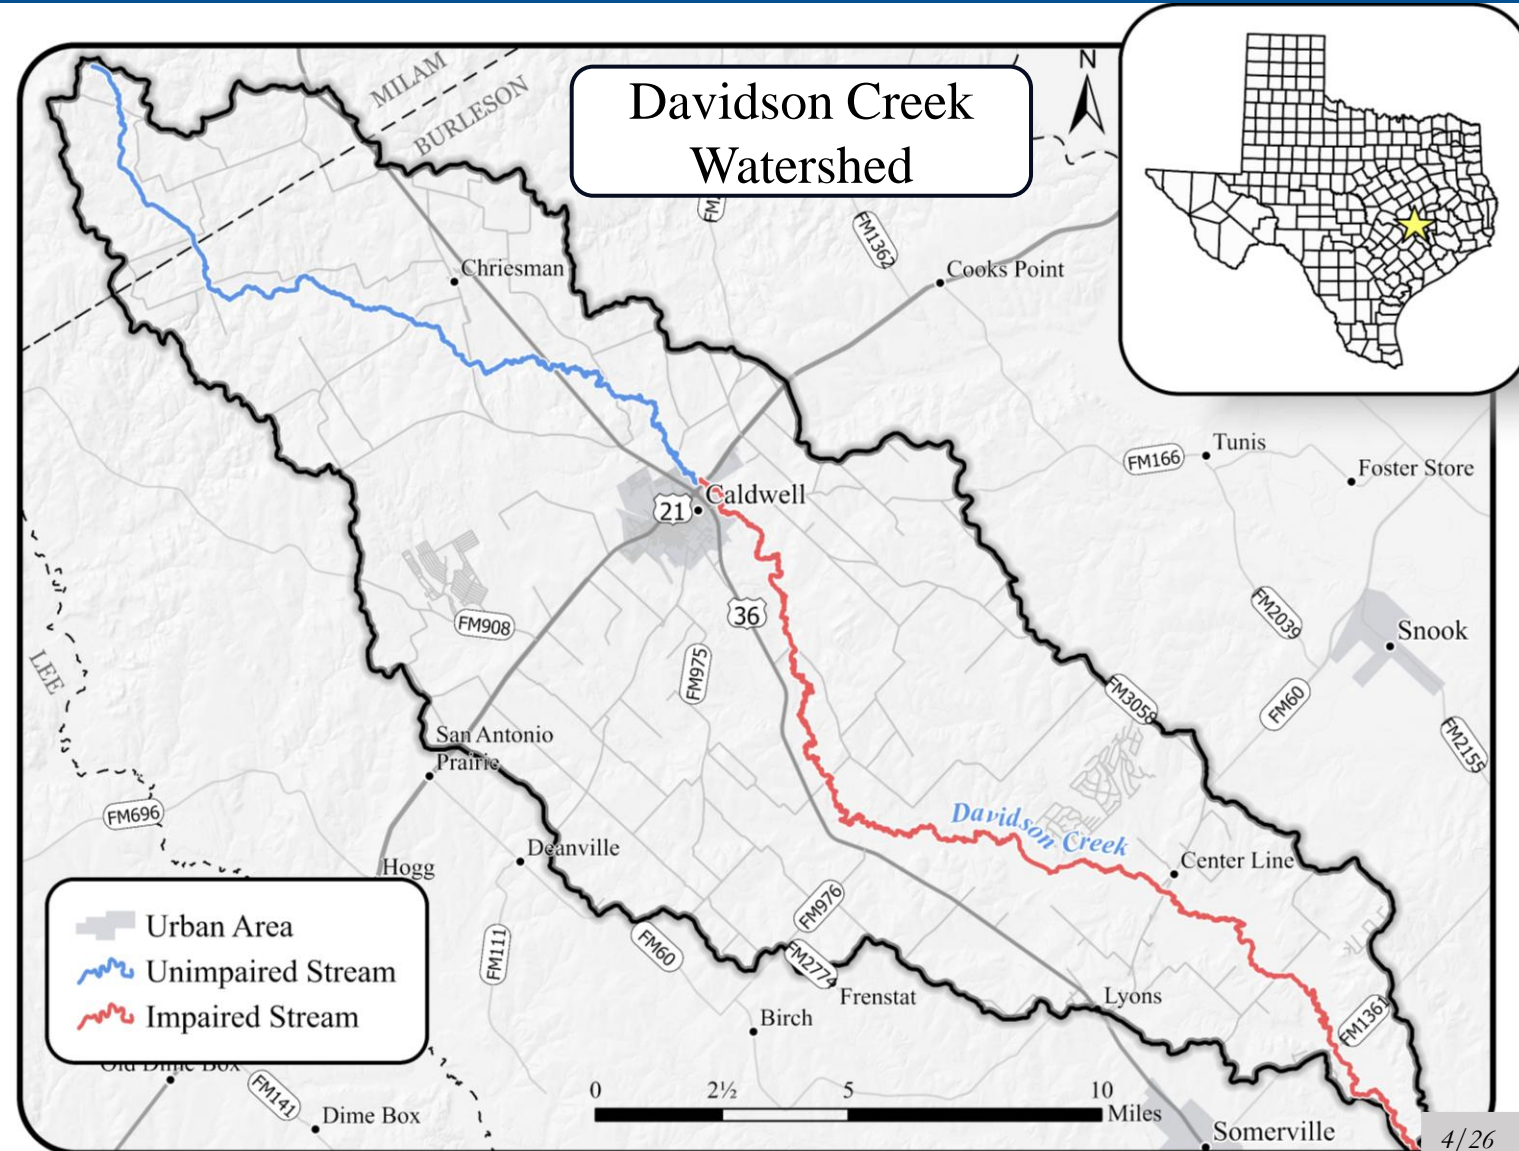 Davidson Creek
Watershed
N
MILAM
BURLESON
FM1362
Chriesman
Cooks Point
Tunis
FM166
Foster Store
Caldwell
21
36
FM908
FM975
FM2039
Snook
FM3058
FM60
FM2155
LEE
San Antonio
Prairie
FM696
Davidson Creek
Deanville
Hogg
Center Line
FM976
FM111
FM60
FM2774
Frenstat
Lyons
Birch
FM1361
Urban Area
Unimpaired Stream
Impaired Stream
Old Dime Box
FM141
Dime Box
0 2½ 5 10
Miles
Somerville
4/26